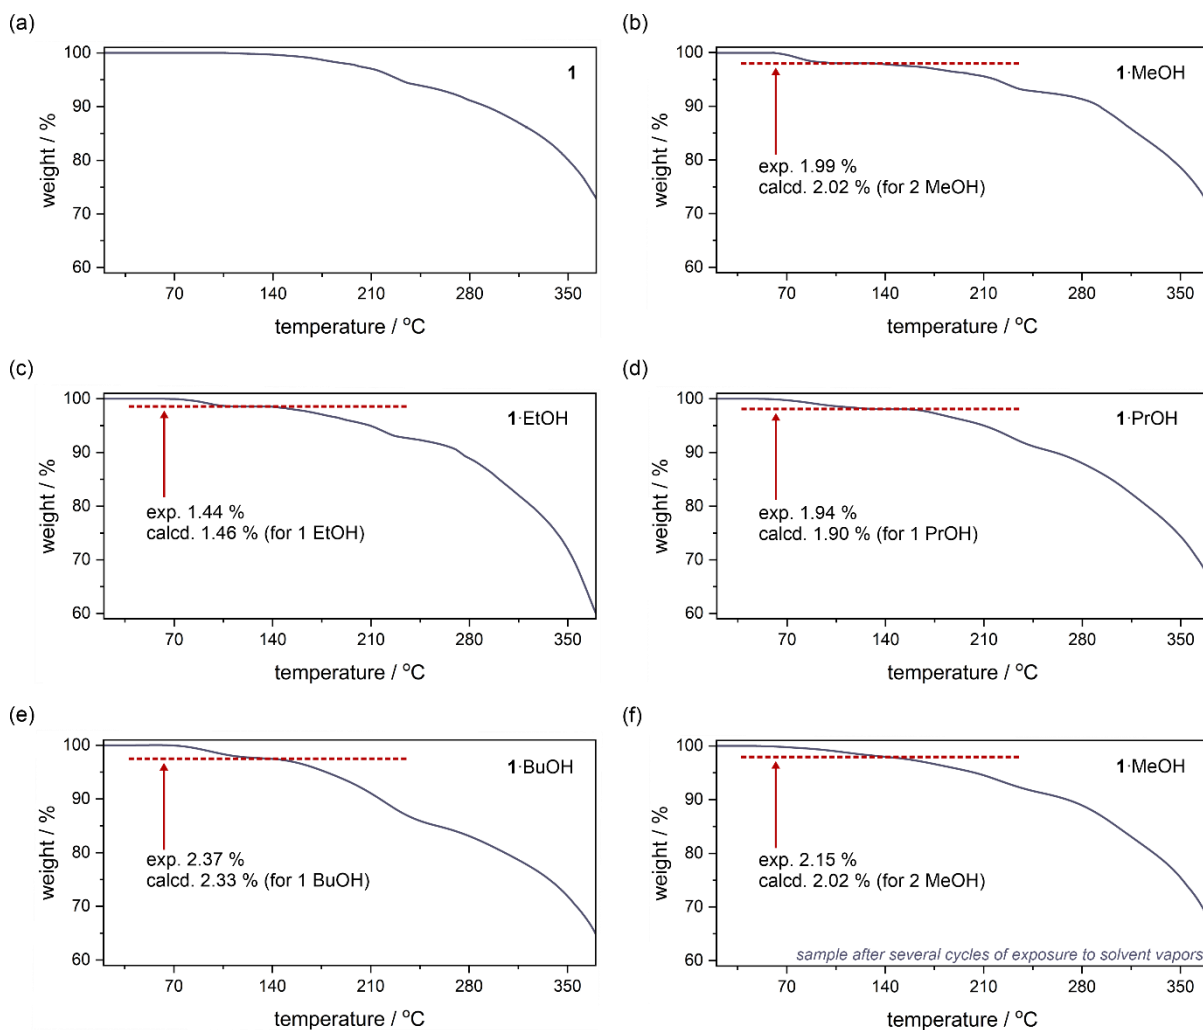 (a)
100
90
80
70
60
weight / %
1
70 140 210 280 350
temperature / °C
(b)
100
90
80
70
60
weight / %
1·MeOH
exp. 1.99 %
calcd. 2.02 % (for 2 MeOH)
70 140 210 280 350
temperature / °C
(c)
100
90
80
70
60
weight / %
1·EtOH
exp. 1.44 %
calcd. 1.46 % (for 1 EtOH)
70 140 210 280 350
temperature / °C
(d)
100
90
80
70
60
weight / %
1·PrOH
exp. 1.94 %
calcd. 1.90 % (for 1 PrOH)
70 140 210 280 350
temperature / °C
(e)
100
90
80
70
60
weight / %
1·BuOH
exp. 2.37 %
calcd. 2.33 % (for 1 BuOH)
70 140 210 280 350
temperature / °C
(f)
100
90
80
70
60
weight / %
1·MeOH
exp. 2.15 %
calcd. 2.02 % (for 2 MeOH)
sample after several cycles of exposure to solvent vapors
70 140 210 280 350
temperature / °C